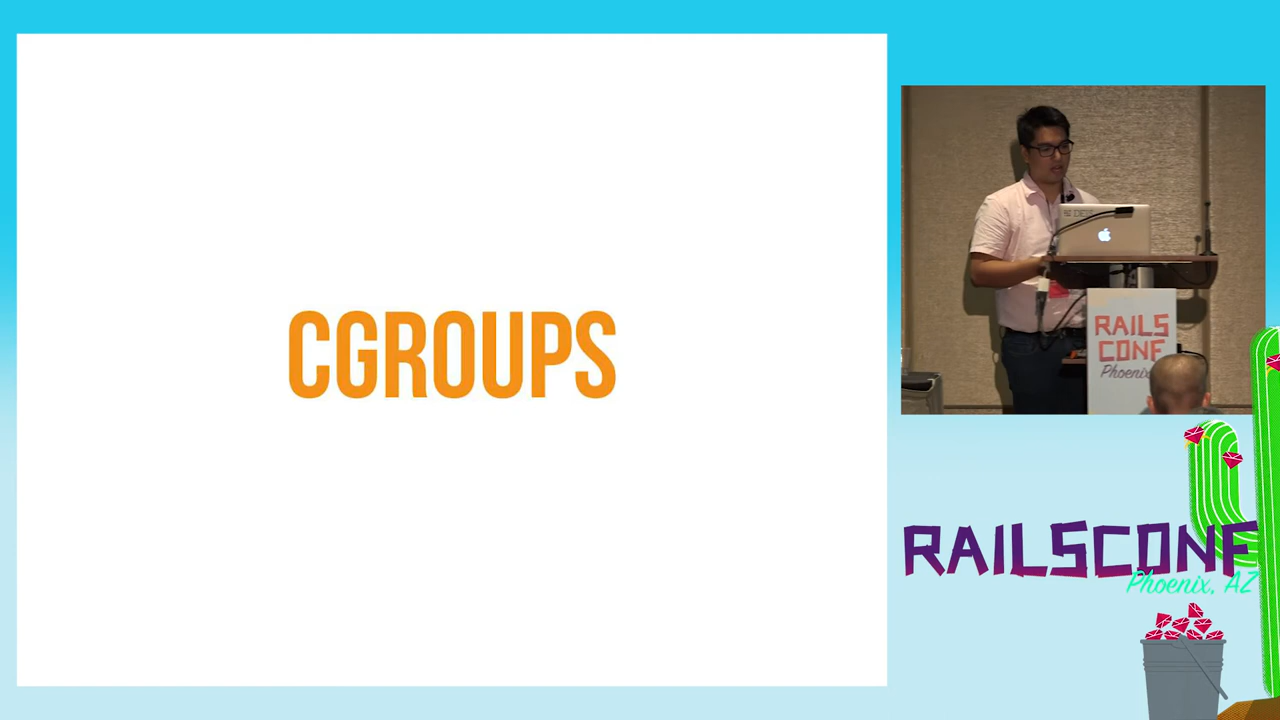 CGROUPS
RAILS
CONF
Phoenix
RAILSCONF
Phoenix, AZ